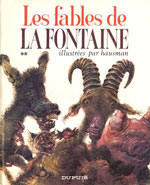 Les fables de
LA FONTAINE
** illustrées par hausman
DUPUIS